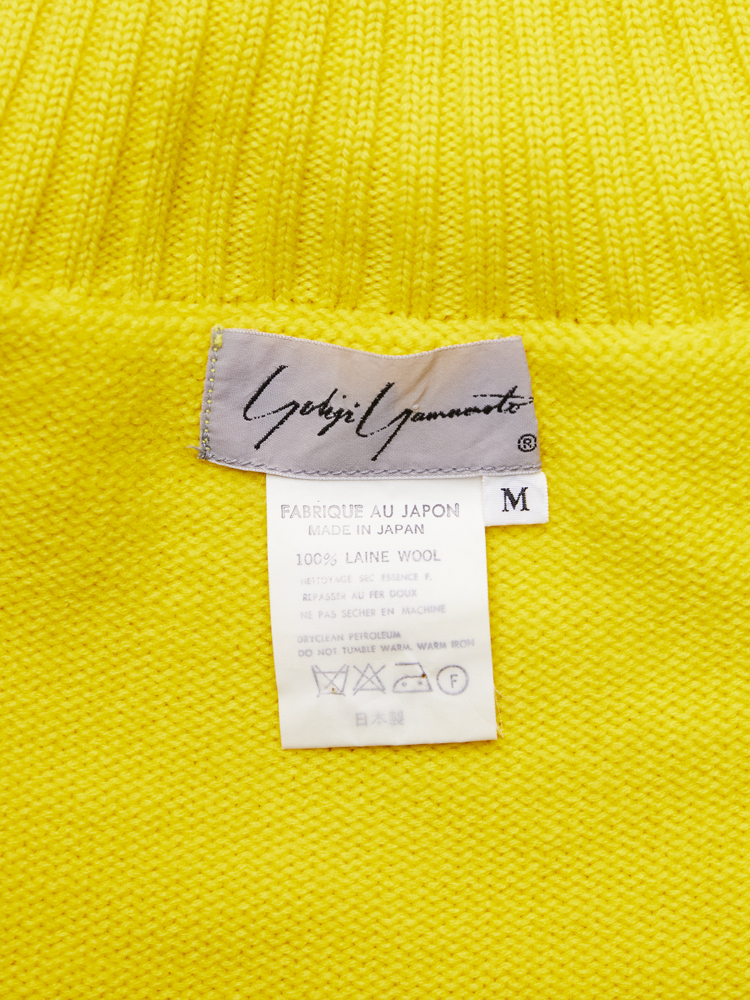 Yohji Yamamoto
®
M
FABRIQUE AU JAPON
MADE IN JAPAN
100% LAINE WOOL
NETTOYAGE SEC ESSENCE F.
REPASSER AU FER DOUX
NE PAS SECHER EN MACHINE
DRYCLEAN PETROLEUM
DO NOT TUMBLE WARM. WARM IRON
F
日本製